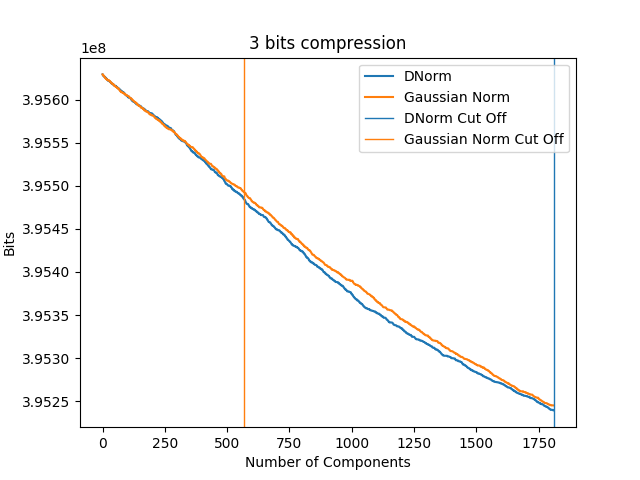 3 bits compression
1e8
DNorm
Gaussian Norm
DNorm Cut Off
Gaussian Norm Cut Off
3.9560
3.9555
3.9550
3.9545
3.9540
3.9535
3.9530
3.9525
Bits
0 250 500 750 1000 1250 1500 1750
Number of Components